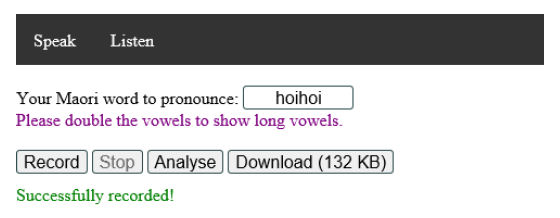 Speak Listen
Your Maori word to pronounce: hoihoi
Please double the vowels to show long vowels.
Record Stop Analyse Download (132 KB)
Successfully recorded!